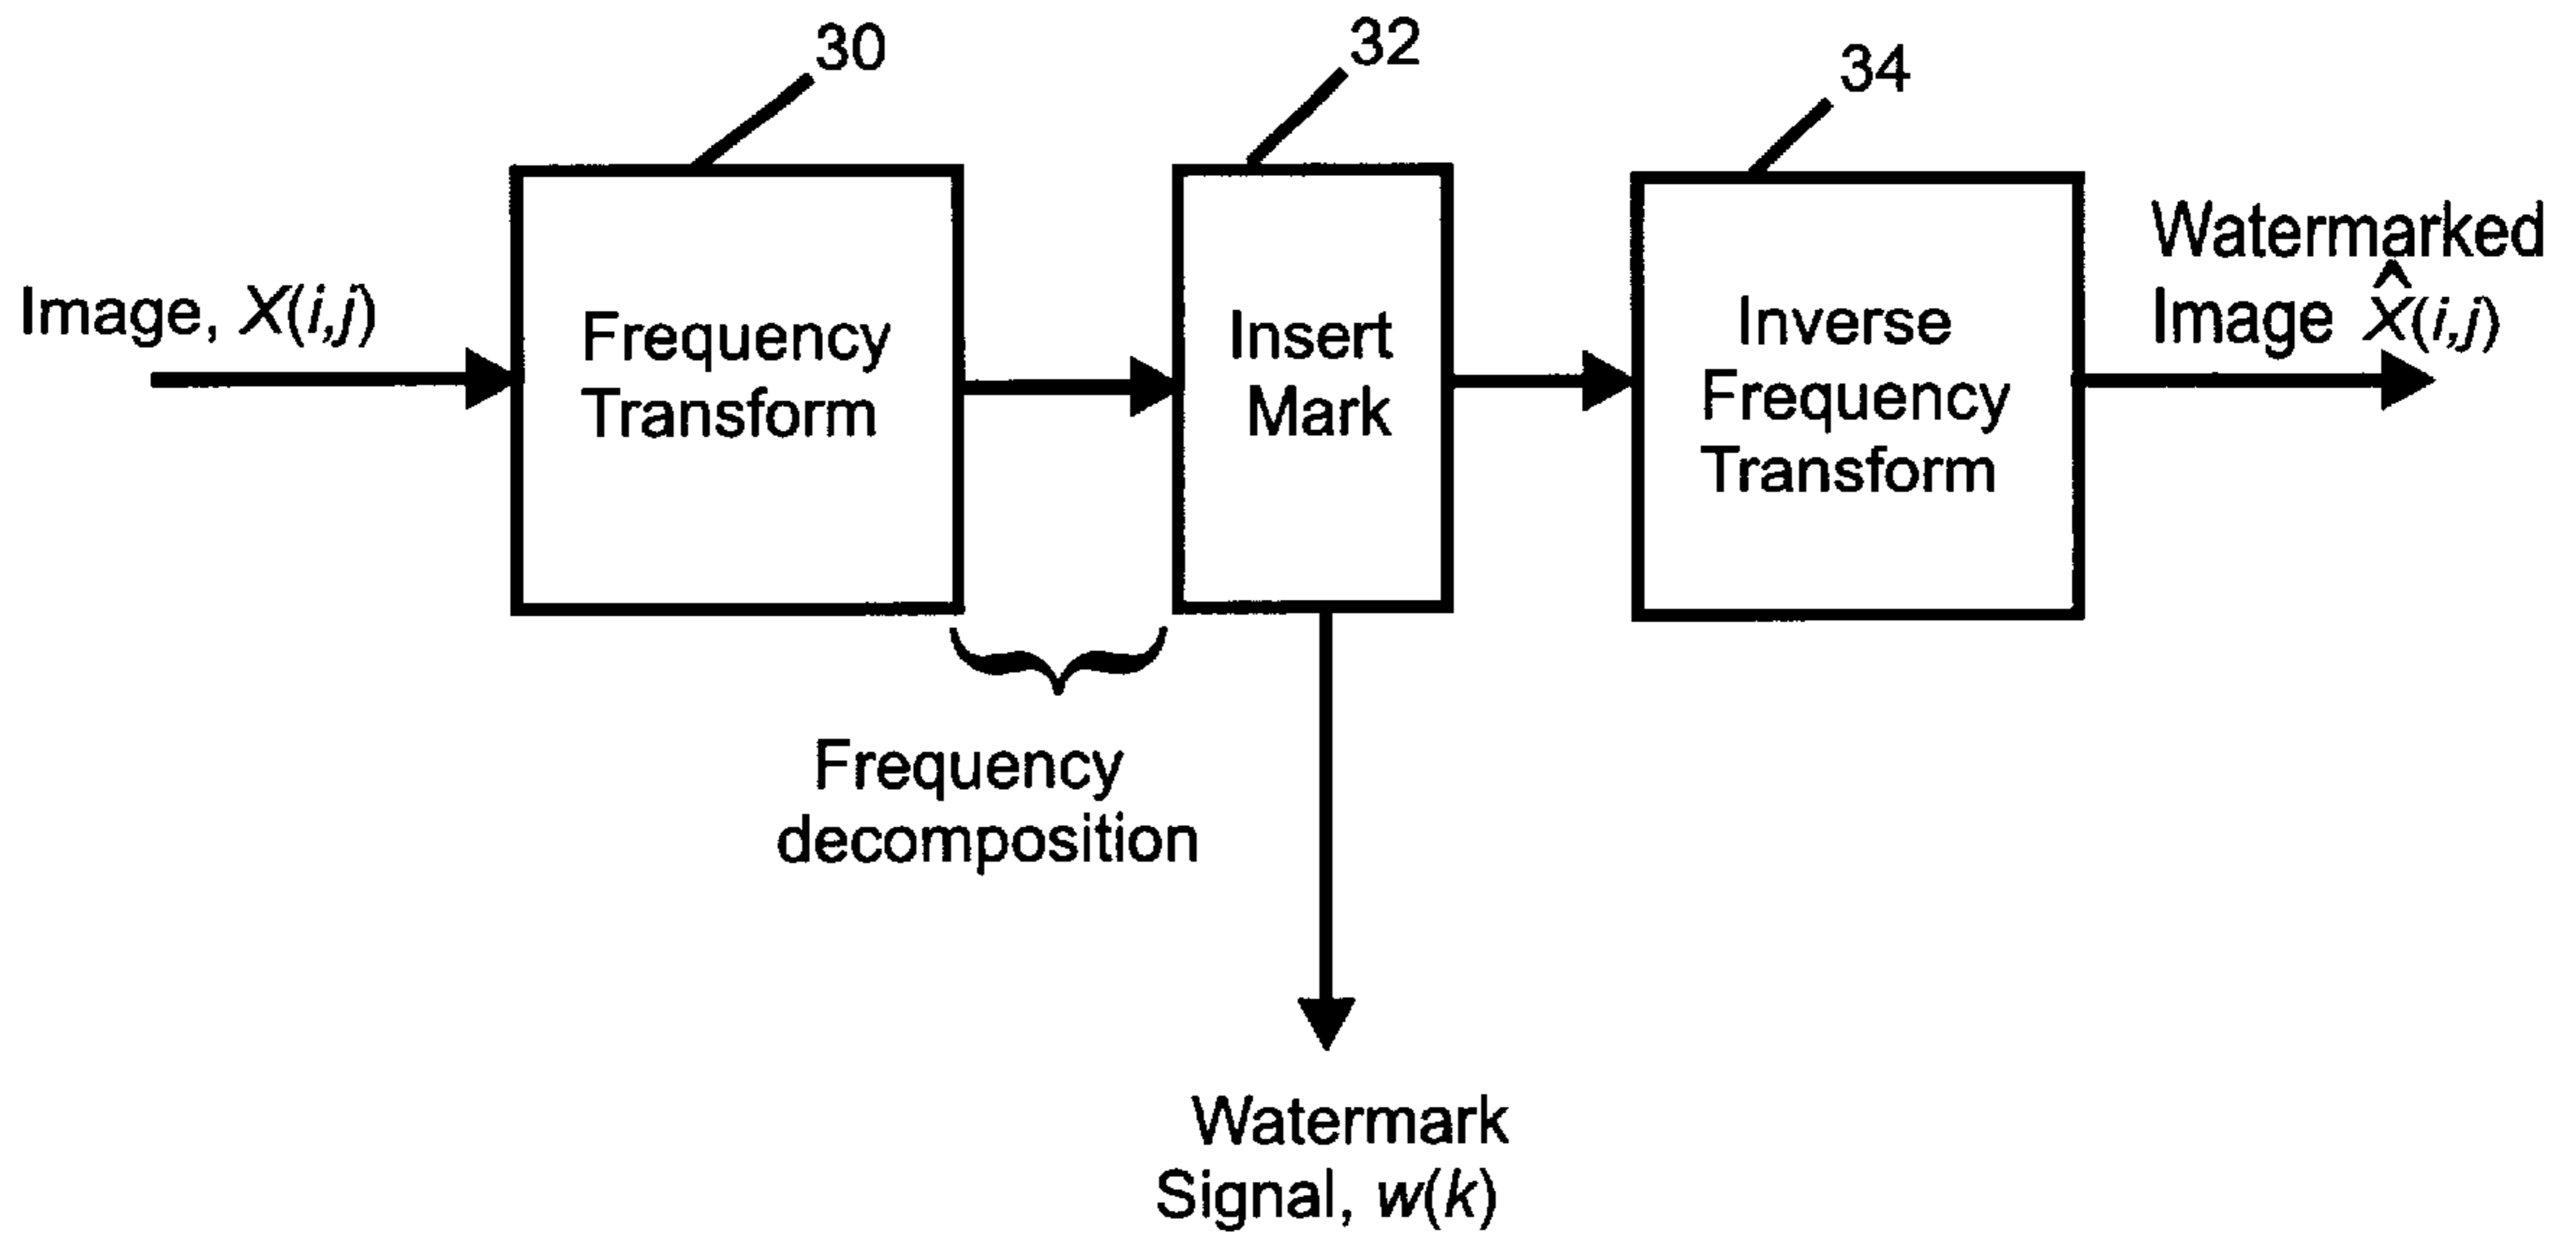 30
32
34
Image, X(i,j)
Frequency
Transform
Insert
Mark
Inverse
Frequency
Transform
Watermarked
Image X̂(i,j)
Frequency
decomposition
Watermark
Signal, w(k)